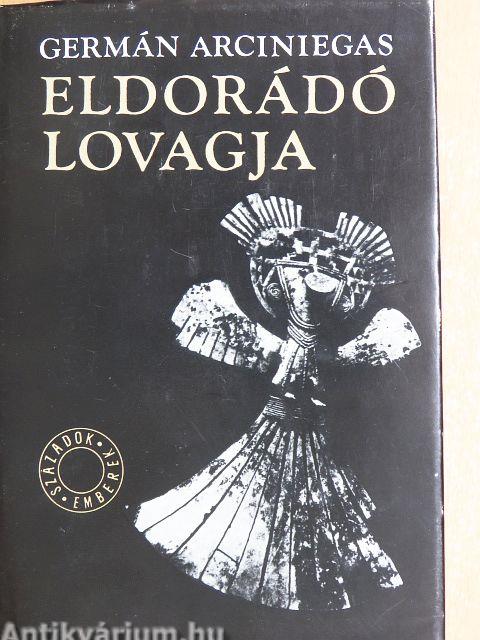 GERMÁN ARCINIEGAS
ELDORÁDÓ
LOVAGJA
SZÁZADOK • EMBEREK •
Antikvárium.hu